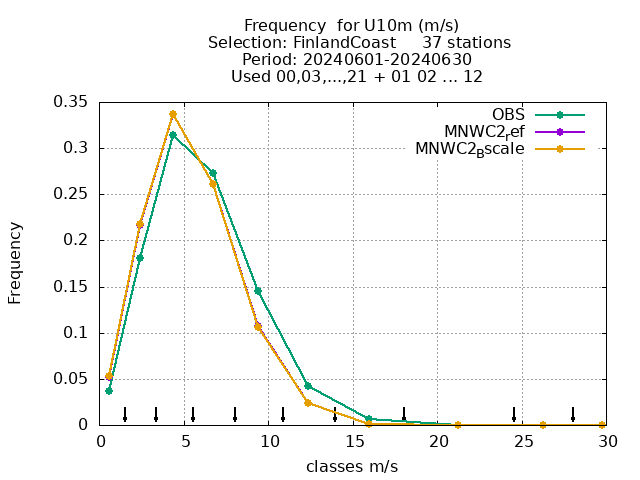 Frequency  for U10m (m/s)
Selection: FinlandCoast     37 stations
Period: 20240601-20240630
Used 00,03,...,21 + 01 02 ... 12
0.35
OBS
MNWC2_ref
MNWC2_Bscale
0.3
0.25
0.2
0.15
0.1
0.05
0
Frequency
0 5 10 15 20 25 30
classes m/s